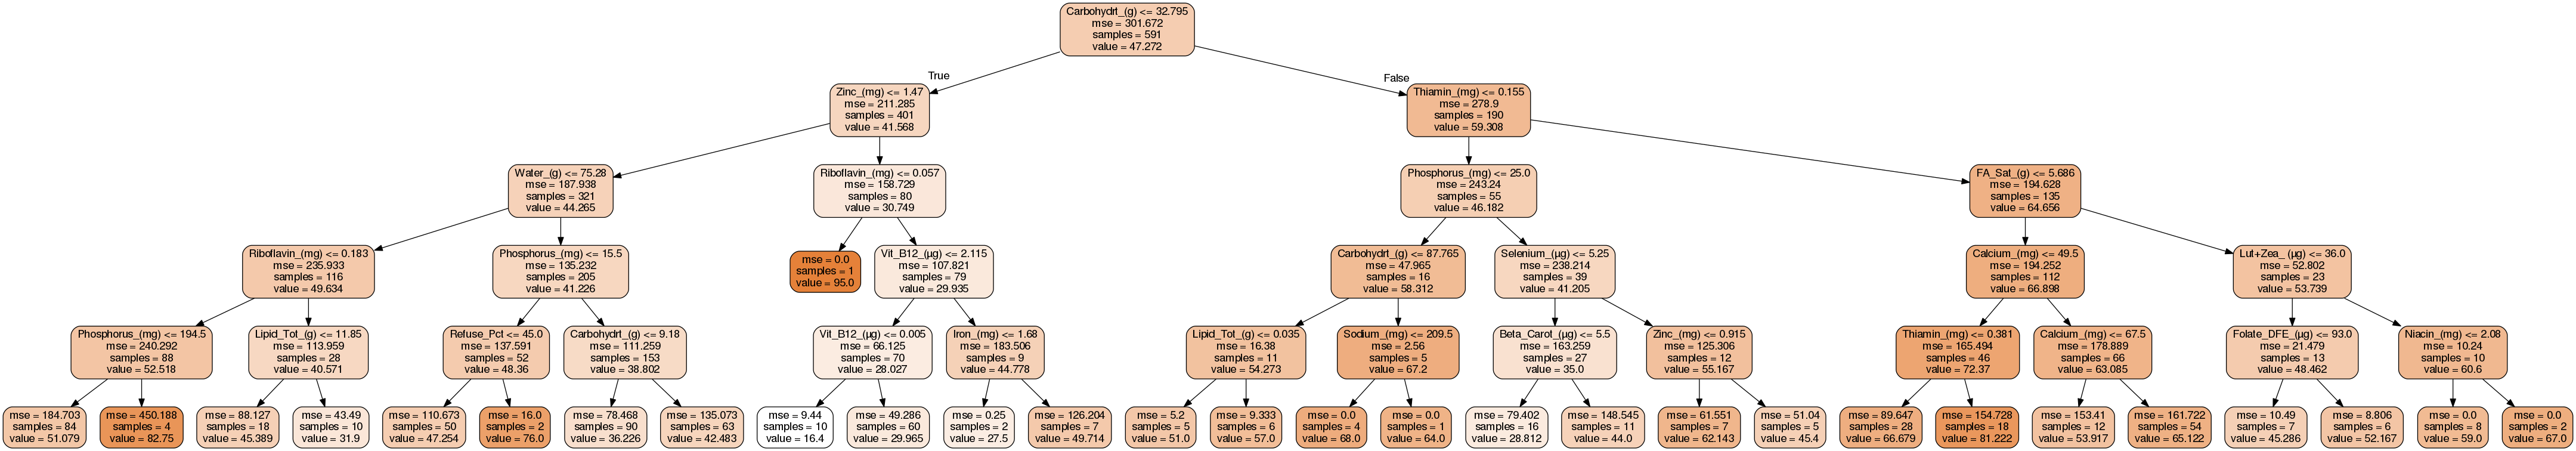 Carbohydrt_(g) <= 32.795
mse = 301.672
samples = 591
value = 47.272
True
False
Zinc_(mg) <= 1.47
mse = 211.285
samples = 401
value = 41.568
Thiamin_(mg) <= 0.155
mse = 278.9
samples = 190
value = 59.308
Water_(g) <= 75.28
mse = 187.938
samples = 321
value = 44.265
Riboflavin_(mg) <= 0.057
mse = 158.729
samples = 80
value = 30.749
Phosphorus_(mg) <= 25.0
mse = 243.24
samples = 55
value = 46.182
FA_Sat_(g) <= 5.686
mse = 194.628
samples = 135
value = 64.656
Riboflavin_(mg) <= 0.183
mse = 235.933
samples = 116
value = 49.634
Phosphorus_(mg) <= 15.5
mse = 135.232
samples = 205
value = 41.226
mse = 0.0
samples = 1
value = 95.0
Vit_B12_(µg) <= 2.115
mse = 107.821
samples = 79
value = 29.935
Carbohydrt_(g) <= 87.765
mse = 47.965
samples = 16
value = 58.312
Selenium_(µg) <= 5.25
mse = 238.214
samples = 39
value = 41.205
Calcium_(mg) <= 49.5
mse = 194.252
samples = 112
value = 66.898
Lut+Zea_ (µg) <= 36.0
mse = 52.802
samples = 23
value = 53.739
Phosphorus_(mg) <= 194.5
mse = 240.292
samples = 88
value = 52.518
Lipid_Tot_(g) <= 11.85
mse = 113.959
samples = 28
value = 40.571
Refuse_Pct <= 45.0
mse = 137.591
samples = 52
value = 48.36
Carbohydrt_(g) <= 9.18
mse = 111.259
samples = 153
value = 38.802
Vit_B12_(µg) <= 0.005
mse = 66.125
samples = 70
value = 28.027
Iron_(mg) <= 1.68
mse = 183.506
samples = 9
value = 44.778
Lipid_Tot_(g) <= 0.035
mse = 16.38
samples = 11
value = 54.273
Sodium_(mg) <= 209.5
mse = 2.56
samples = 5
value = 67.2
Beta_Carot_(µg) <= 5.5
mse = 163.259
samples = 27
value = 35.0
Zinc_(mg) <= 0.915
mse = 125.306
samples = 12
value = 55.167
Thiamin_(mg) <= 0.381
mse = 165.494
samples = 46
value = 72.37
Calcium_(mg) <= 67.5
mse = 178.889
samples = 66
value = 63.085
Folate_DFE_(µg) <= 93.0
mse = 21.479
samples = 13
value = 48.462
Niacin_(mg) <= 2.08
mse = 10.24
samples = 10
value = 60.6
mse = 184.703
samples = 84
value = 51.079
mse = 450.188
samples = 4
value = 82.75
mse = 88.127
samples = 18
value = 45.389
mse = 43.49
samples = 10
value = 31.9
mse = 110.673
samples = 50
value = 47.254
mse = 16.0
samples = 2
value = 76.0
mse = 78.468
samples = 90
value = 36.226
mse = 135.073
samples = 63
value = 42.483
mse = 9.44
samples = 10
value = 16.4
mse = 49.286
samples = 60
value = 29.965
mse = 0.25
samples = 2
value = 27.5
mse = 126.204
samples = 7
value = 49.714
mse = 5.2
samples = 5
value = 51.0
mse = 9.333
samples = 6
value = 57.0
mse = 0.0
samples = 4
value = 68.0
mse = 0.0
samples = 1
value = 64.0
mse = 79.402
samples = 16
value = 28.812
mse = 148.545
samples = 11
value = 44.0
mse = 61.551
samples = 7
value = 62.143
mse = 51.04
samples = 5
value = 45.4
mse = 89.647
samples = 28
value = 66.679
mse = 154.728
samples = 18
value = 81.222
mse = 153.41
samples = 12
value = 53.917
mse = 161.722
samples = 54
value = 65.122
mse = 10.49
samples = 7
value = 45.286
mse = 8.806
samples = 6
value = 52.167
mse = 0.0
samples = 8
value = 59.0
mse = 0.0
samples = 2
value = 67.0